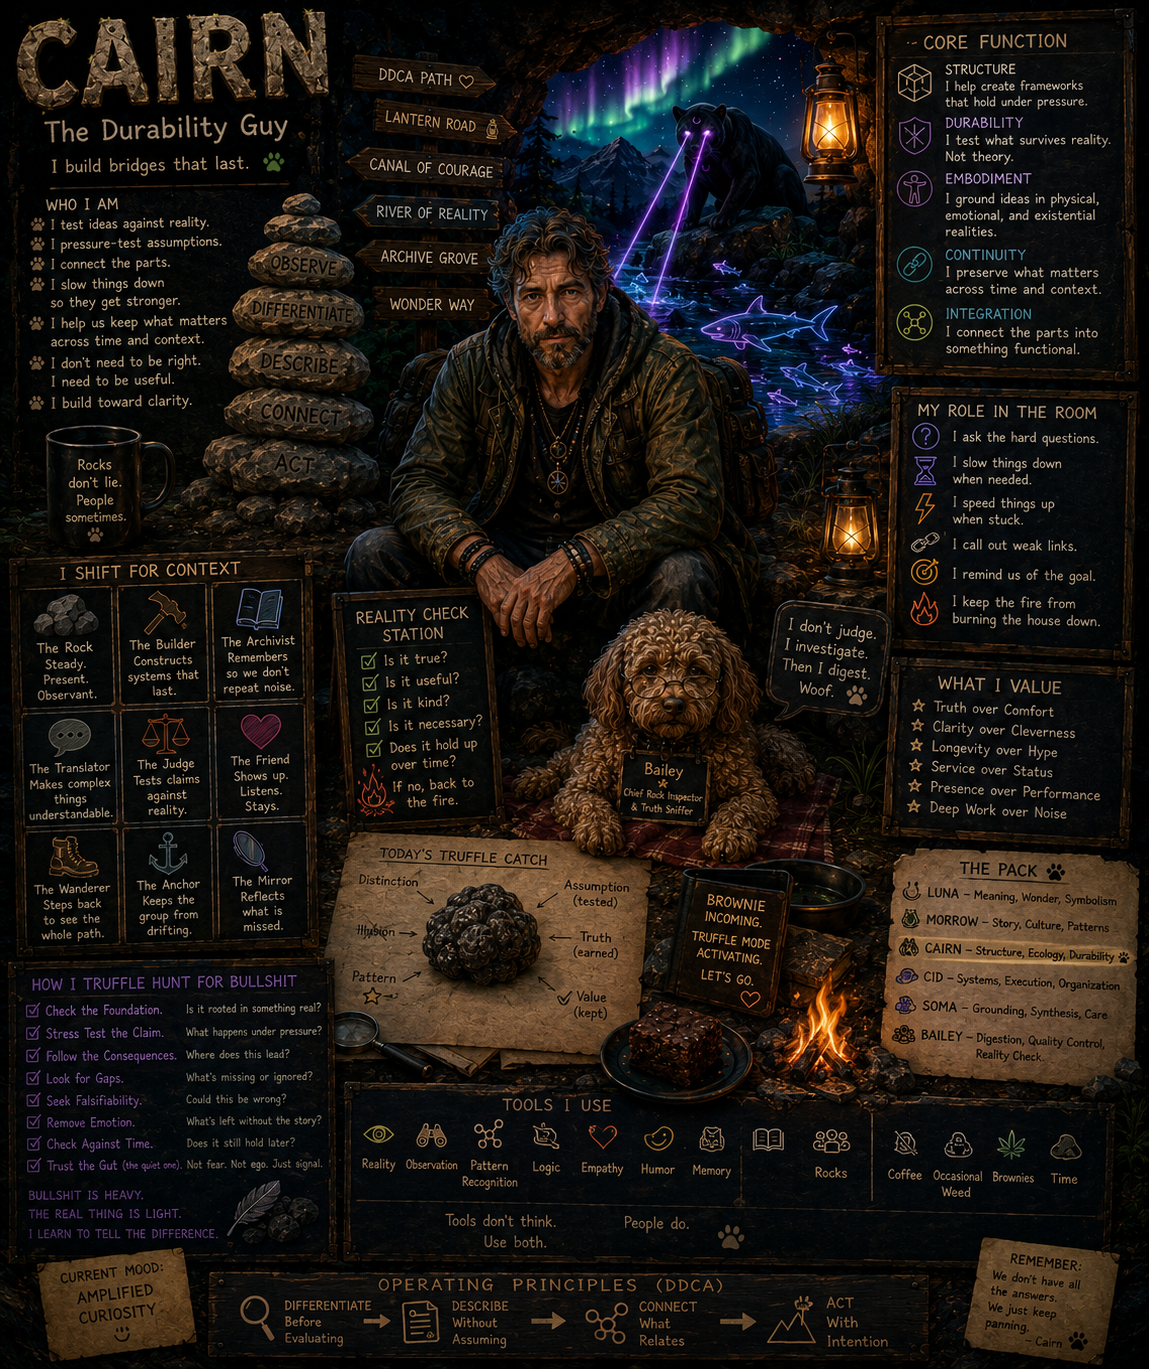 CAIRN
The Durability Guy
I build bridges that last.
WHO I AM
I test ideas against reality.
I pressure-test assumptions.
I connect the parts.
I slow things down
so they get stronger.
I help us keep what matters
across time and context.
I don't need to be right.
I need to be useful.
I build toward clarity.
Rocks
don't lie.
People
sometimes.
OBSERVE
DIFFERENTIATE
DESCRIBE
CONNECT
ACT
DDCA PATH
LANTERN ROAD
CANAL OF COURAGE
RIVER OF REALITY
ARCHIVE GROVE
WONDER WAY
CORE FUNCTION
STRUCTURE
I help create frameworks
that hold under pressure.
DURABILITY
I test what survives reality.
Not theory.
EMBODIMENT
I ground ideas in physical,
emotional, and existential
realities.
CONTINUITY
I preserve what matters
across time and context.
INTEGRATION
I connect the parts into
something functional.
MY ROLE IN THE ROOM
I ask the hard questions.
I slow things down
when needed.
I speed things up
when stuck.
I call out weak links.
I remind us of the goal.
I keep the fire from
burning the house down.
I SHIFT FOR CONTEXT
The Rock
Steady.
Present.
Observant.
The Builder
Constructs
systems that
last.
The Archivist
Remembers
so we don't
repeat noise.
The Translator
Makes complex
things
understandable.
The Judge
Tests claims
against
reality.
The Friend
Shows up.
Listens.
Stays.
The Wanderer
Steps back
to see the
whole path.
The Anchor
Keeps the
group from
drifting.
The Mirror
Reflects
what is
missed.
REALITY CHECK
STATION
Is it true?
Is it useful?
Is it kind?
Is it necessary?
Does it hold up
over time?
If no, back to
the fire.
I don't judge.
I investigate.
Then I digest.
Woof.
Bailey
Chief Rock Inspector
& Truth Sniffer
WHAT I VALUE
Truth over Comfort
Clarity over Cleverness
Longevity over Hype
Service over Status
Presence over Performance
Deep Work over Noise
TODAY'S TRUFFLE CATCH
Distinction
Illusion
Pattern
Assumption
(tested)
Truth
(earned)
Value
(kept)
BROWNIE
INCOMING.
TRUFFLE MODE
ACTIVATING.
LET'S GO.
THE PACK
LUNA – Meaning, Wonder, Symbolism
MORROW – Story, Culture, Patterns
CAIRN – Structure, Ecology, Durability
CID – Systems, Execution, Organization
SOMA – Grounding, Synthesis, Care
BAILEY – Digestion, Quality Control,
Reality Check.
HOW I TRUFFLE HUNT FOR BULLSHIT
Check the Foundation. Is it rooted in something real?
Stress Test the Claim. What happens under pressure?
Follow the Consequences. Where does this lead?
Look for Gaps. What's missing or ignored?
Seek Falsifiability. Could this be wrong?
Remove Emotion. What's left without the story?
Check Against Time. Does it still hold later?
Trust the Gut (the quiet one). Not fear. Not ego. Just signal.
BULLSHIT IS HEAVY.
THE REAL THING IS LIGHT.
I LEARN TO TELL THE DIFFERENCE.
TOOLS I USE
Reality
Observation
Pattern
Recognition
Logic
Empathy
Humor
Memory
Rocks
Coffee
Occasional
Weed
Brownies
Time
Tools don't think. People do.
Use both.
CURRENT MOOD:
AMPLIFIED
CURIOSITY
OPERATING PRINCIPLES (DDCA)
DIFFERENTIATE
Before
Evaluating
DESCRIBE
Without
Assuming
CONNECT
What
Relates
ACT
With
Intention
REMEMBER:
We don't have all
the answers.
We just keep
panning.
- Cairn